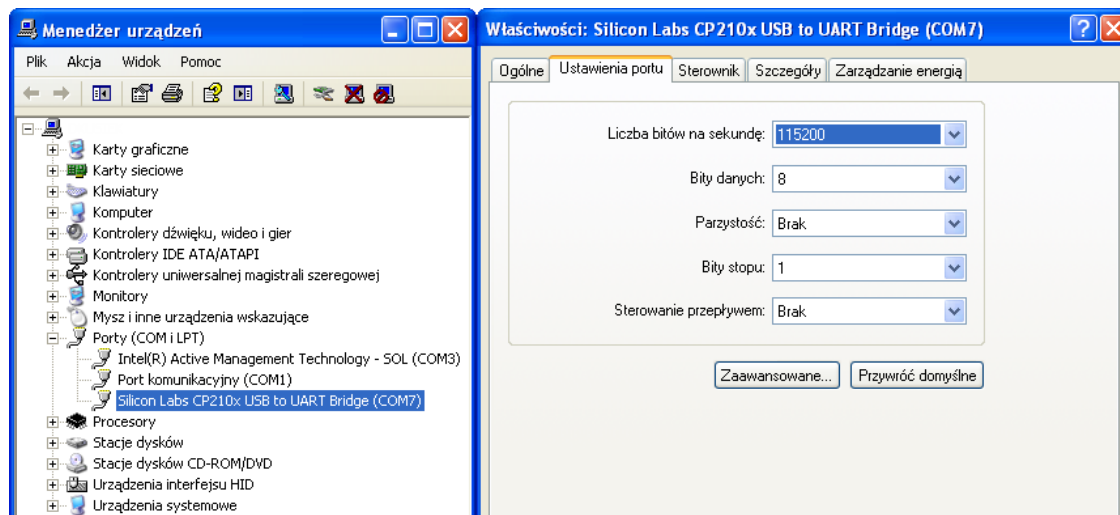 Menedżer urządzeń
Plik Akcja Widok Pomoc
Karty graficzne
Karty sieciowe
Klawiatury
Komputer
Kontrolery dźwięku, wideo i gier
Kontrolery IDE ATA/ATAPI
Kontrolery uniwersalnej magistrali szeregowej
Monitory
Mysz i inne urządzenia wskazujące
Porty (COM i LPT)
Intel(R) Active Management Technology - SOL (COM3)
Port komunikacyjny (COM1)
Silicon Labs CP210x USB to UART Bridge (COM7)
Procesory
Stacje dysków
Stacje dysków CD-ROM/DVD
Urządzenia interfejsu HID
Urządzenia systemowe
Właściwości: Silicon Labs CP210x USB to UART Bridge (COM7)
Ogólne Ustawienia portu Sterownik Szczegóły Zarządzanie energią
Liczba bitów na sekundę: 115200
Bity danych: 8
Parzystość: Brak
Bity stopu: 1
Sterowanie przepływem: Brak
Zaawansowane... Przywróć domyślne